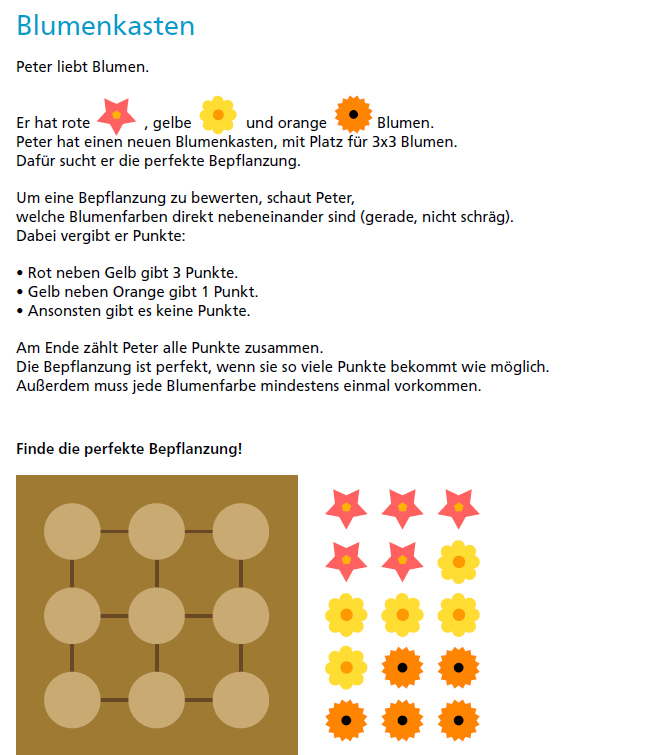 Blumenkasten
Peter liebt Blumen.
Er hat rote , gelbe und orange Blumen.
Peter hat einen neuen Blumenkasten, mit Platz für 3x3 Blumen.
Dafür sucht er die perfekte Bepflanzung.
Um eine Bepflanzung zu bewerten, schaut Peter,
welche Blumenfarben direkt nebeneinander sind (gerade, nicht schräg).
Dabei vergibt er Punkte:
• Rot neben Gelb gibt 3 Punkte.
• Gelb neben Orange gibt 1 Punkt.
• Ansonsten gibt es keine Punkte.
Am Ende zählt Peter alle Punkte zusammen.
Die Bepflanzung ist perfekt, wenn sie so viele Punkte bekommt wie möglich.
Außerdem muss jede Blumenfarbe mindestens einmal vorkommen.
Finde die perfekte Bepflanzung!